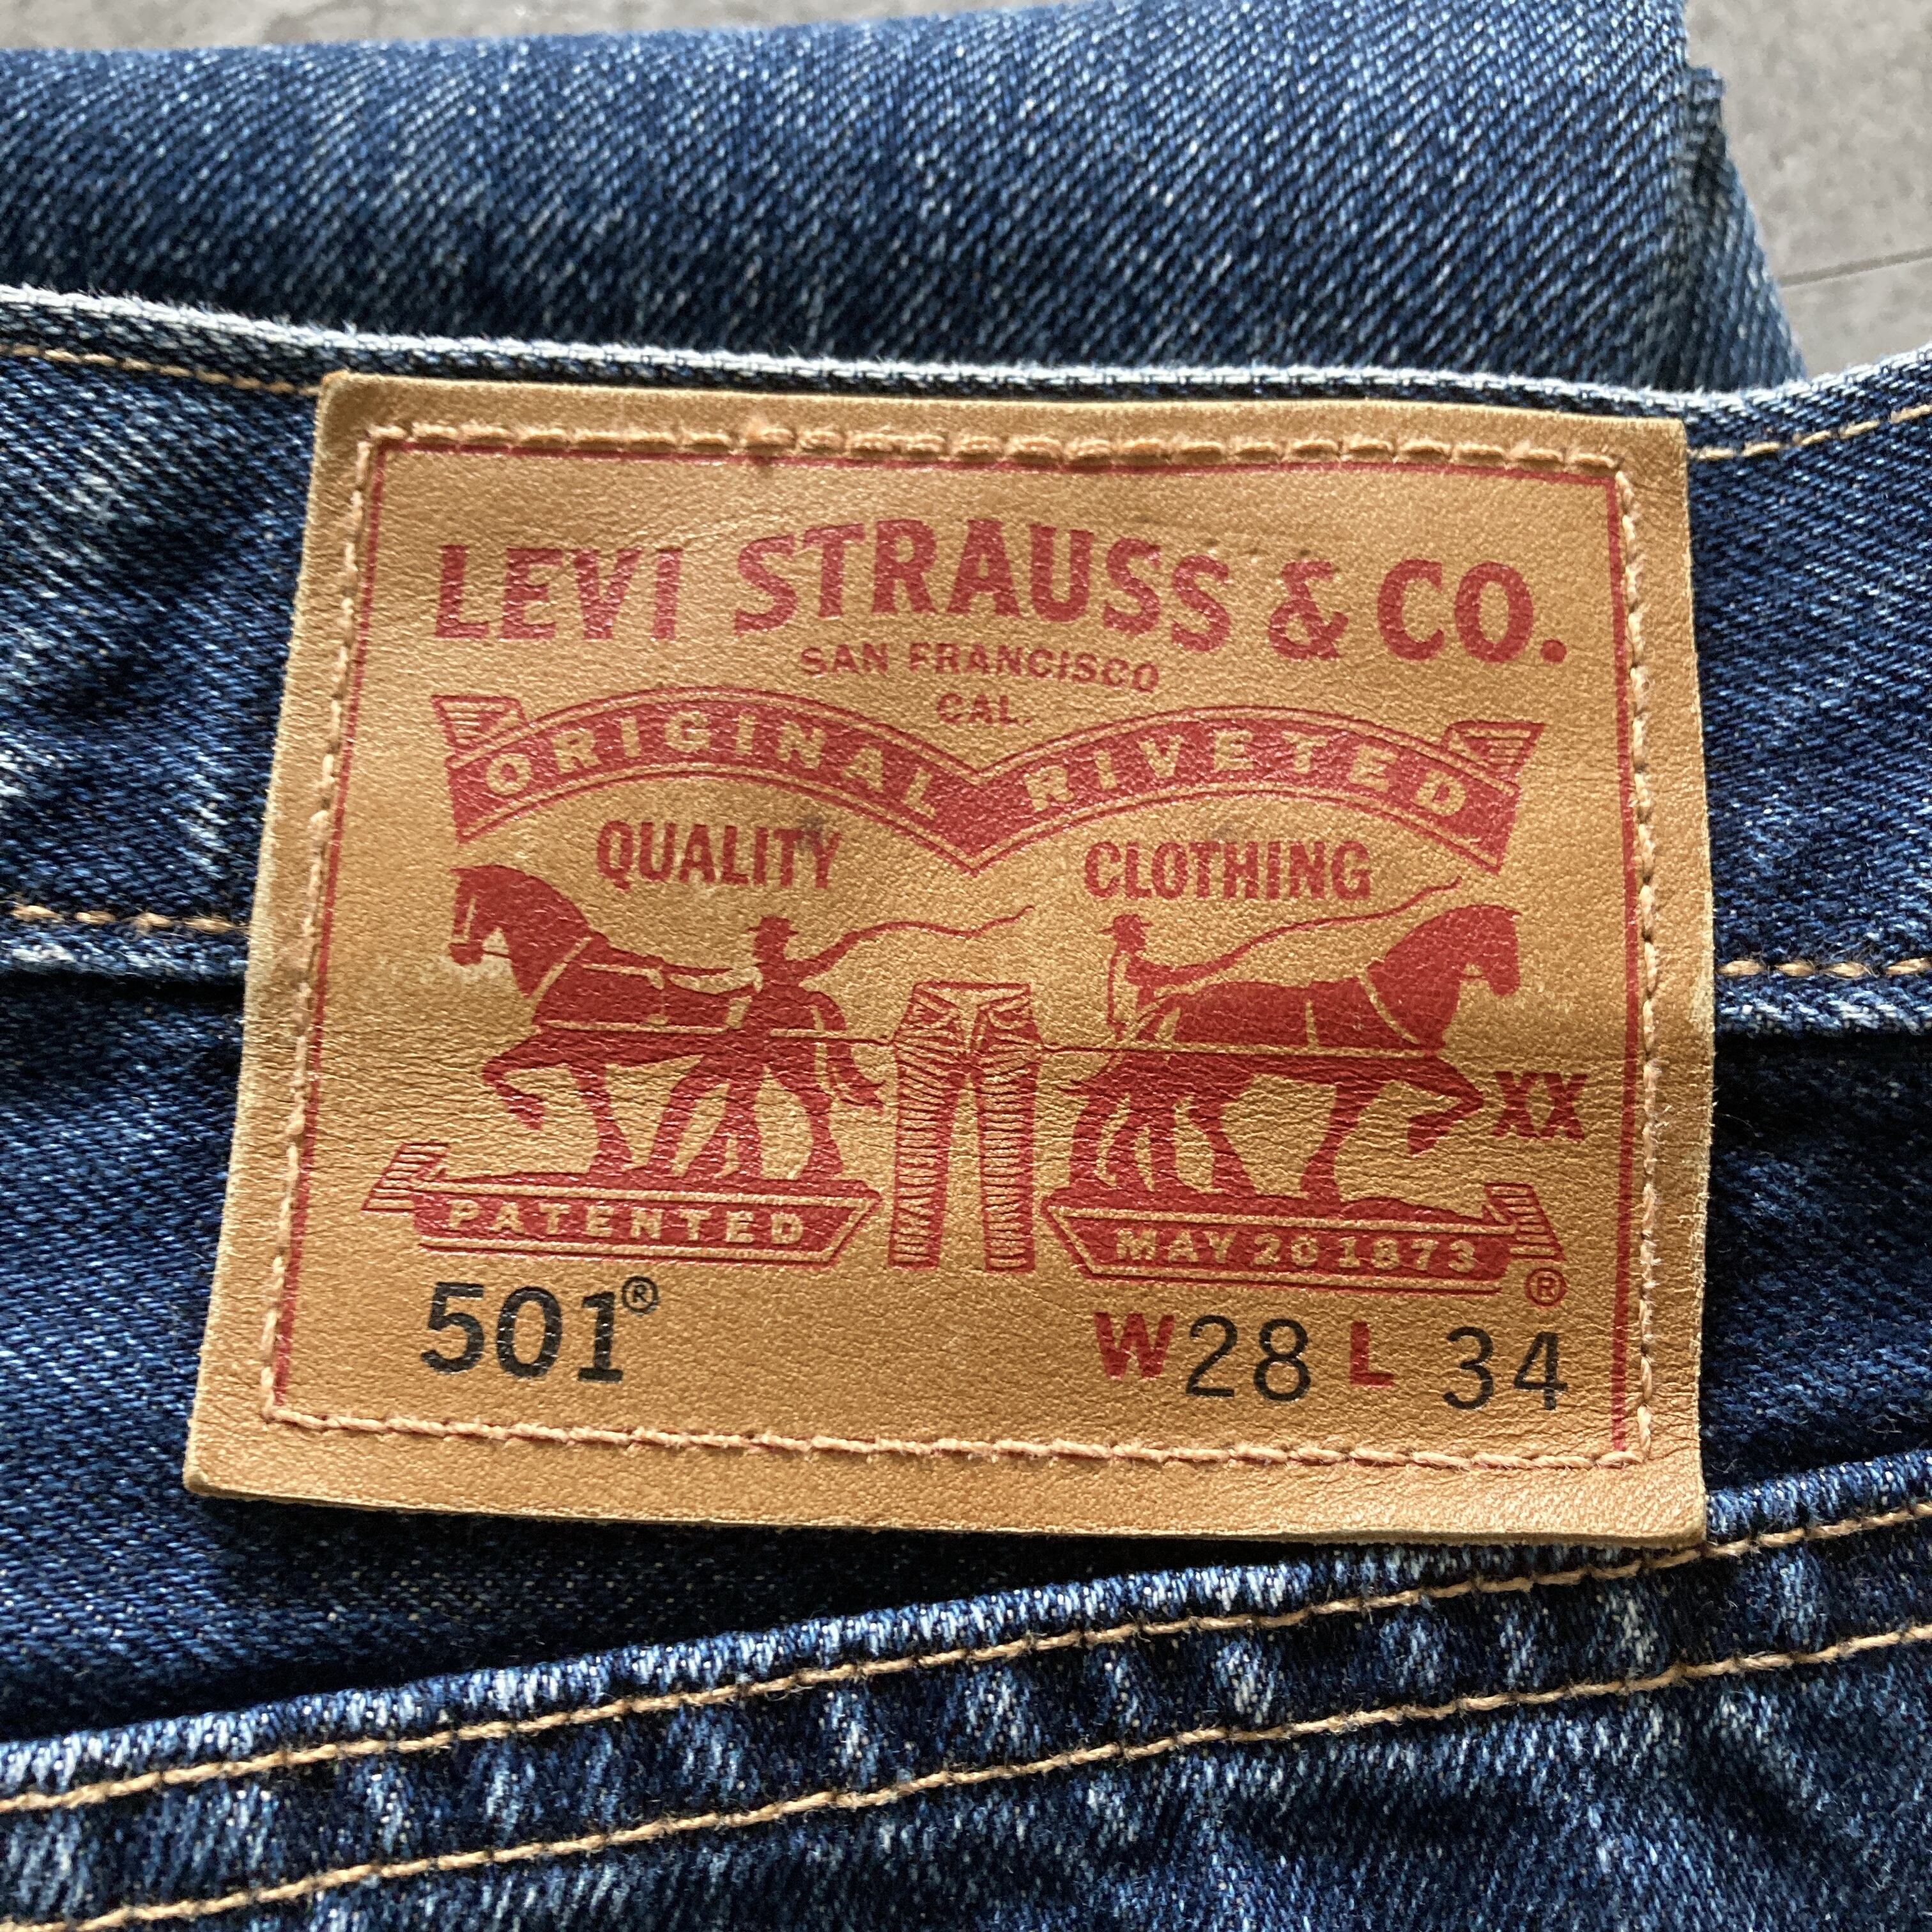 LEVI STRAUSS & CO.
SAN FRANCISCO
CAL.
ORIGINAL RIVETED
QUALITY CLOTHING
XX
PATENTED MAY 20 1873
®
501® W28 L 34